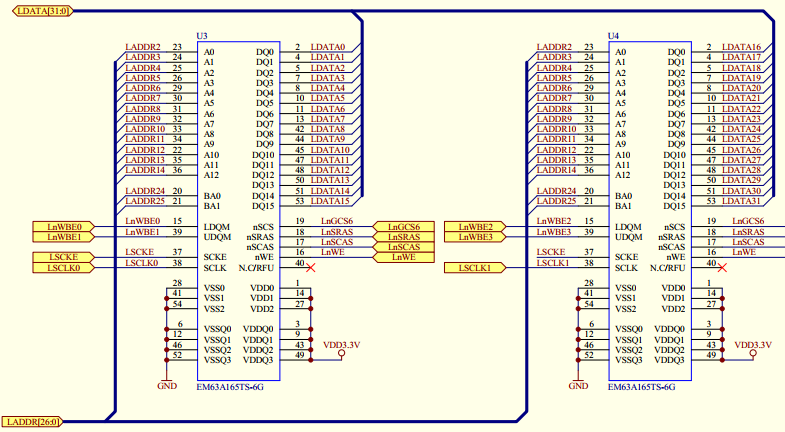 LDATA[31:0]
U3
LADDR2 23 A0 DQ0 2 LDATA0
LADDR3 24 A1 DQ1 4 LDATA1
LADDR4 25 A2 DQ2 5 LDATA2
LADDR5 26 A3 DQ3 7 LDATA3
LADDR6 29 A4 DQ4 8 LDATA4
LADDR7 30 A5 DQ5 10 LDATA5
LADDR8 31 A6 DQ6 11 LDATA6
LADDR9 32 A7 DQ7 13 LDATA7
LADDR10 33 A8 DQ8 42 LDATA8
LADDR11 34 A9 DQ9 44 LDATA9
LADDR12 22 A10 DQ10 45 LDATA10
LADDR13 35 A11 DQ11 47 LDATA11
LADDR14 36 A12 DQ12 48 LDATA12
DQ13 50 LDATA13
LADDR24 20 BA0 DQ14 51 LDATA14
LADDR25 21 BA1 DQ15 53 LDATA15
LnWBE0 LnWBE0 15 LDQM nSCS 19 LnGCS6 LnGCS6
LnWBE1 LnWBE1 39 UDQM nSRAS 18 LnSRAS LnSRAS
nSCAS 17 LnSCAS LnSCAS
LSCKE LSCKE 37 SCKE nWE 16 LnWE LnWE
LSCLK0 LSCLK0 38 SCLK N.C/RFU 40
28 VSS0 VDD0 1
41 VSS1 VDD1 14
54 VSS2 VDD2 27
6 VSSQ0 VDDQ0 3
12 VSSQ1 VDDQ1 9
46 VSSQ2 VDDQ2 43
52 VSSQ3 VDDQ3 49
VDD3.3V
GND
EM63A165TS-6G
U4
LADDR2 23 A0 DQ0 2 LDATA16
LADDR3 24 A1 DQ1 4 LDATA17
LADDR4 25 A2 DQ2 5 LDATA18
LADDR5 26 A3 DQ3 7 LDATA19
LADDR6 29 A4 DQ4 8 LDATA20
LADDR7 30 A5 DQ5 10 LDATA21
LADDR8 31 A6 DQ6 11 LDATA22
LADDR9 32 A7 DQ7 13 LDATA23
LADDR10 33 A8 DQ8 42 LDATA24
LADDR11 34 A9 DQ9 44 LDATA25
LADDR12 22 A10 DQ10 45 LDATA26
LADDR13 35 A11 DQ11 47 LDATA27
LADDR14 36 A12 DQ12 48 LDATA28
DQ13 50 LDATA29
LADDR24 20 BA0 DQ14 51 LDATA30
LADDR25 21 BA1 DQ15 53 LDATA31
LnWBE2 LnWBE2 15 LDQM nSCS 19 LnGCS6
LnWBE3 LnWBE3 39 UDQM nSRAS 18 LnSRAS
nSCAS 17 LnSCAS
LSCKE 37 SCKE nWE 16 LnWE
LSCLK1 LSCLK1 38 SCLK N.C/RFU 40
28 VSS0 VDD0 1
41 VSS1 VDD1 14
54 VSS2 VDD2 27
6 VSSQ0 VDDQ0 3
12 VSSQ1 VDDQ1 9
46 VSSQ2 VDDQ2 43
52 VSSQ3 VDDQ3 49
VDD3.3V
GND
EM63A165TS-6G
LADDR[26:0]